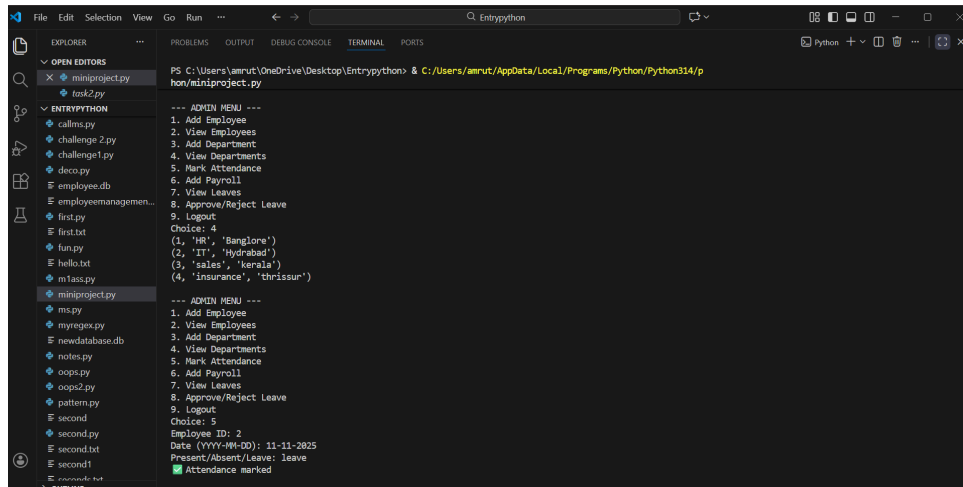 File Edit Selection View Go Run ··· Entrypython
EXPLORER ···
OPEN EDITORS
miniproject.py
task2.py
ENTRYPYTHON
callms.py
challenge 2.py
challenge1.py
deco.py
employee.db
employeemanagemen...
first.py
first.txt
fun.py
hello.txt
m1ass.py
miniproject.py
ms.py
myregex.py
newdatabase.db
notes.py
oops.py
oops2.py
pattern.py
second
second.py
second.txt
second1
PROBLEMS OUTPUT DEBUG CONSOLE TERMINAL PORTS Python
PS C:\Users\amrut\OneDrive\Desktop\Entrypython> & C:/Users/amrut/AppData/Local/Programs/Python/Python314/p
hon/miniproject.py
--- ADMIN MENU ---
1. Add Employee
2. View Employees
3. Add Department
4. View Departments
5. Mark Attendance
6. Add Payroll
7. View Leaves
8. Approve/Reject Leave
9. Logout
Choice: 4
(1, 'HR', 'Banglore')
(2, 'IT', 'Hydrabad')
(3, 'sales', 'kerala')
(4, 'insurance', 'thrissur')
--- ADMIN MENU ---
1. Add Employee
2. View Employees
3. Add Department
4. View Departments
5. Mark Attendance
6. Add Payroll
7. View Leaves
8. Approve/Reject Leave
9. Logout
Choice: 5
Employee ID: 2
Date (YYYY-MM-DD): 11-11-2025
Present/Absent/Leave: leave
✅ Attendance marked